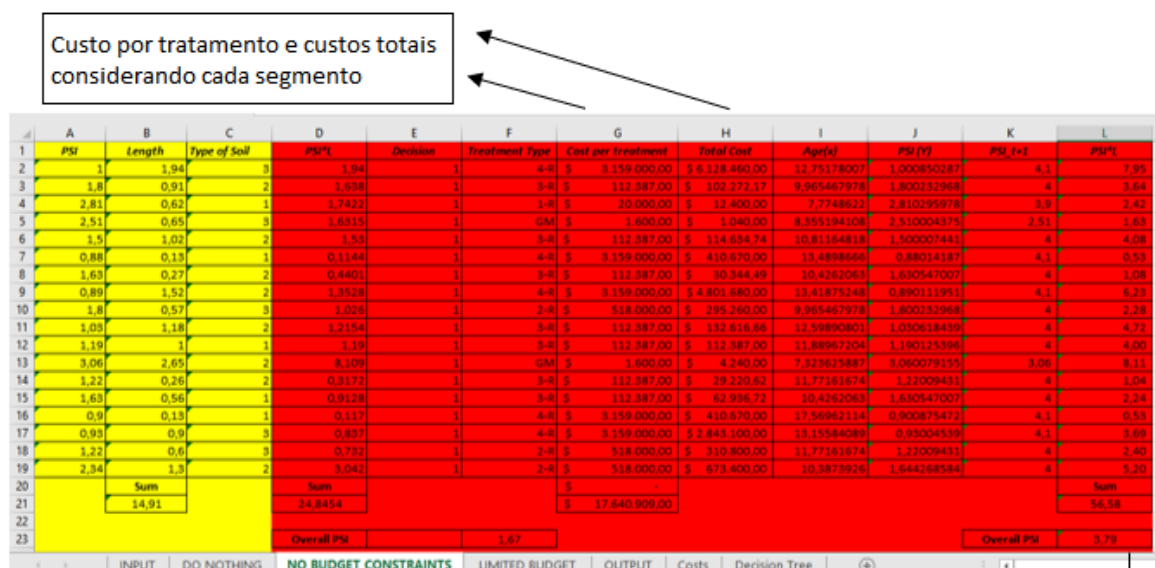 Custo por tratamento e custos totais
considerando cada segmento
A B C D E F G H I J K L
1 PSI Length Type of Soil PSI*L Decision Treatment Type Cost per treatment Total Cost Age(x) PSI (Y) PSI_t+1 PSI*L
2 1 1,94 3 1,94 1 4-R $ 3.159.000,00 $ 6.128.460,00 12,75178007 1,000850287 4,1 7,95
3 1,8 0,91 2 1,638 1 3-R $ 112.387,00 $ 102.272,17 9,965467978 1,800232968 4 3,64
4 2,81 0,62 1 1,7422 1 1-R $ 20.000,00 $ 12.400,00 7,7748622 2,810295978 3,9 2,42
5 2,51 0,65 3 1,6315 1 GM $ 1.600,00 $ 1.040,00 8,355194108 2,510004375 2,51 1,63
6 1,5 1,02 2 1,53 1 3-R $ 112.387,00 $ 114.634,74 10,81164818 1,500007441 4 4,08
7 0,88 0,13 1 0,1144 1 4-R $ 3.159.000,00 $ 410.670,00 13,4898666 0,88014187 4,1 0,53
8 1,63 0,27 2 0,4401 1 3-R $ 112.387,00 $ 30.344,49 10,4262063 1,630547007 4 1,08
9 0,89 1,52 2 1,3528 1 4-R $ 3.159.000,00 $ 4.801.680,00 13,41875248 0,890111951 4,1 6,23
10 1,8 0,57 3 1,026 1 2-R $ 518.000,00 $ 295.260,00 9,965467978 1,800232968 4 2,28
11 1,03 1,18 2 1,2154 1 3-R $ 112.387,00 $ 132.616,66 12,59890801 1,030618439 4 4,72
12 1,19 1 1 1,19 1 3-R $ 112.387,00 $ 112.387,00 11,88967204 1,190125396 4 4,00
13 3,06 2,65 2 8,109 1 GM $ 1.600,00 $ 4.240,00 7,323625887 3,060079155 3,06 8,11
14 1,22 0,26 2 0,3172 1 3-R $ 112.387,00 $ 29.220,62 11,77161674 1,22009431 4 1,04
15 1,63 0,56 1 0,9128 1 3-R $ 112.387,00 $ 62.936,72 10,4262063 1,630547007 4 2,24
16 0,9 0,13 1 0,117 1 4-R $ 3.159.000,00 $ 410.670,00 17,56962114 0,900875472 4,1 0,53
17 0,93 0,9 3 0,837 1 4-R $ 3.159.000,00 $ 2.843.100,00 13,15584089 0,93004539 4,1 3,69
18 1,22 0,6 3 0,732 1 2-R $ 518.000,00 $ 310.800,00 11,77161674 1,22009431 4 2,40
19 2,34 1,3 2 3,042 1 2-R $ 518.000,00 $ 673.400,00 10,3873926 1,644268584 4 5,20
20 Sum Sum $ - Sum
21 14,91 24,8454 $ 17.640.909,00 56,58
22
23 Overall PSI 1,67 Overall PSI 3,79
INPUT DO NOTHING NO BUDGET CONSTRAINTS LIMITED BUDGET OUTPUT Costs Decision Tree